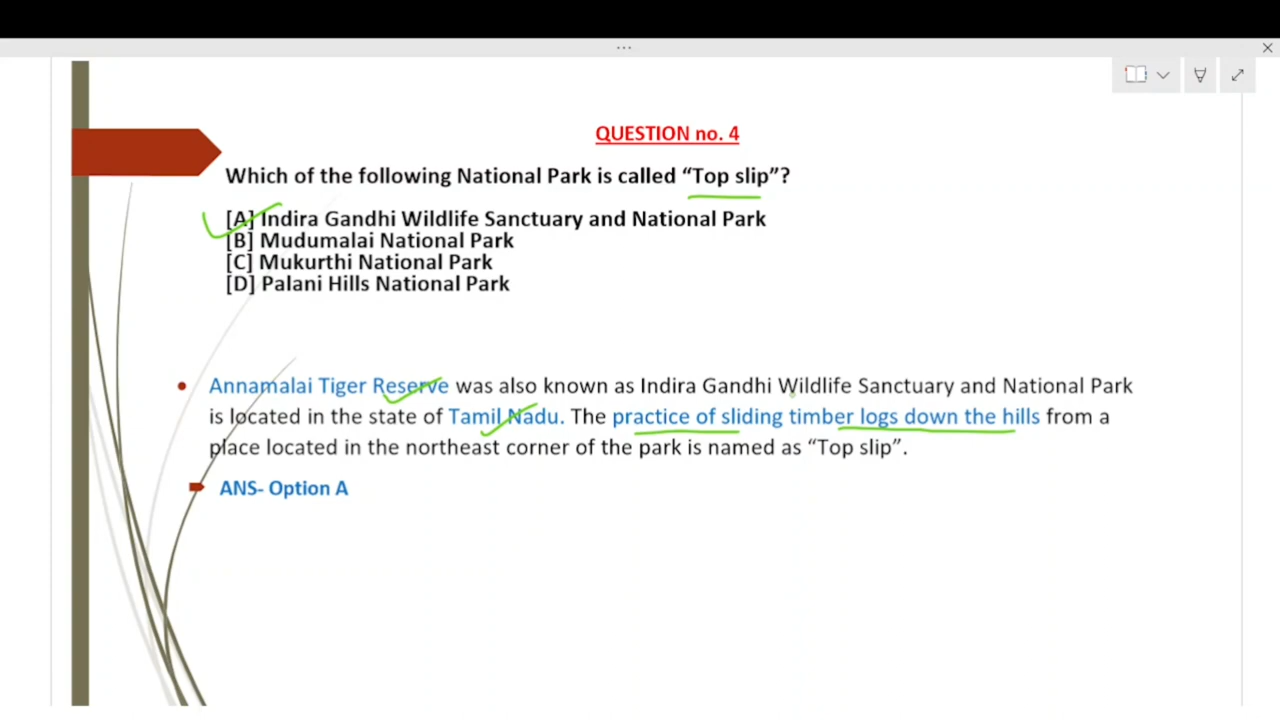 QUESTION no. 4
Which of the following National Park is called “Top slip”?
[A] Indira Gandhi Wildlife Sanctuary and National Park
[B] Mudumalai National Park
[C] Mukurthi National Park
[D] Palani Hills National Park
Annamalai Tiger Reserve was also known as Indira Gandhi Wildlife Sanctuary and National Park
is located in the state of Tamil Nadu. The practice of sliding timber logs down the hills from a
place located in the northeast corner of the park is named as “Top slip”.
ANS- Option A